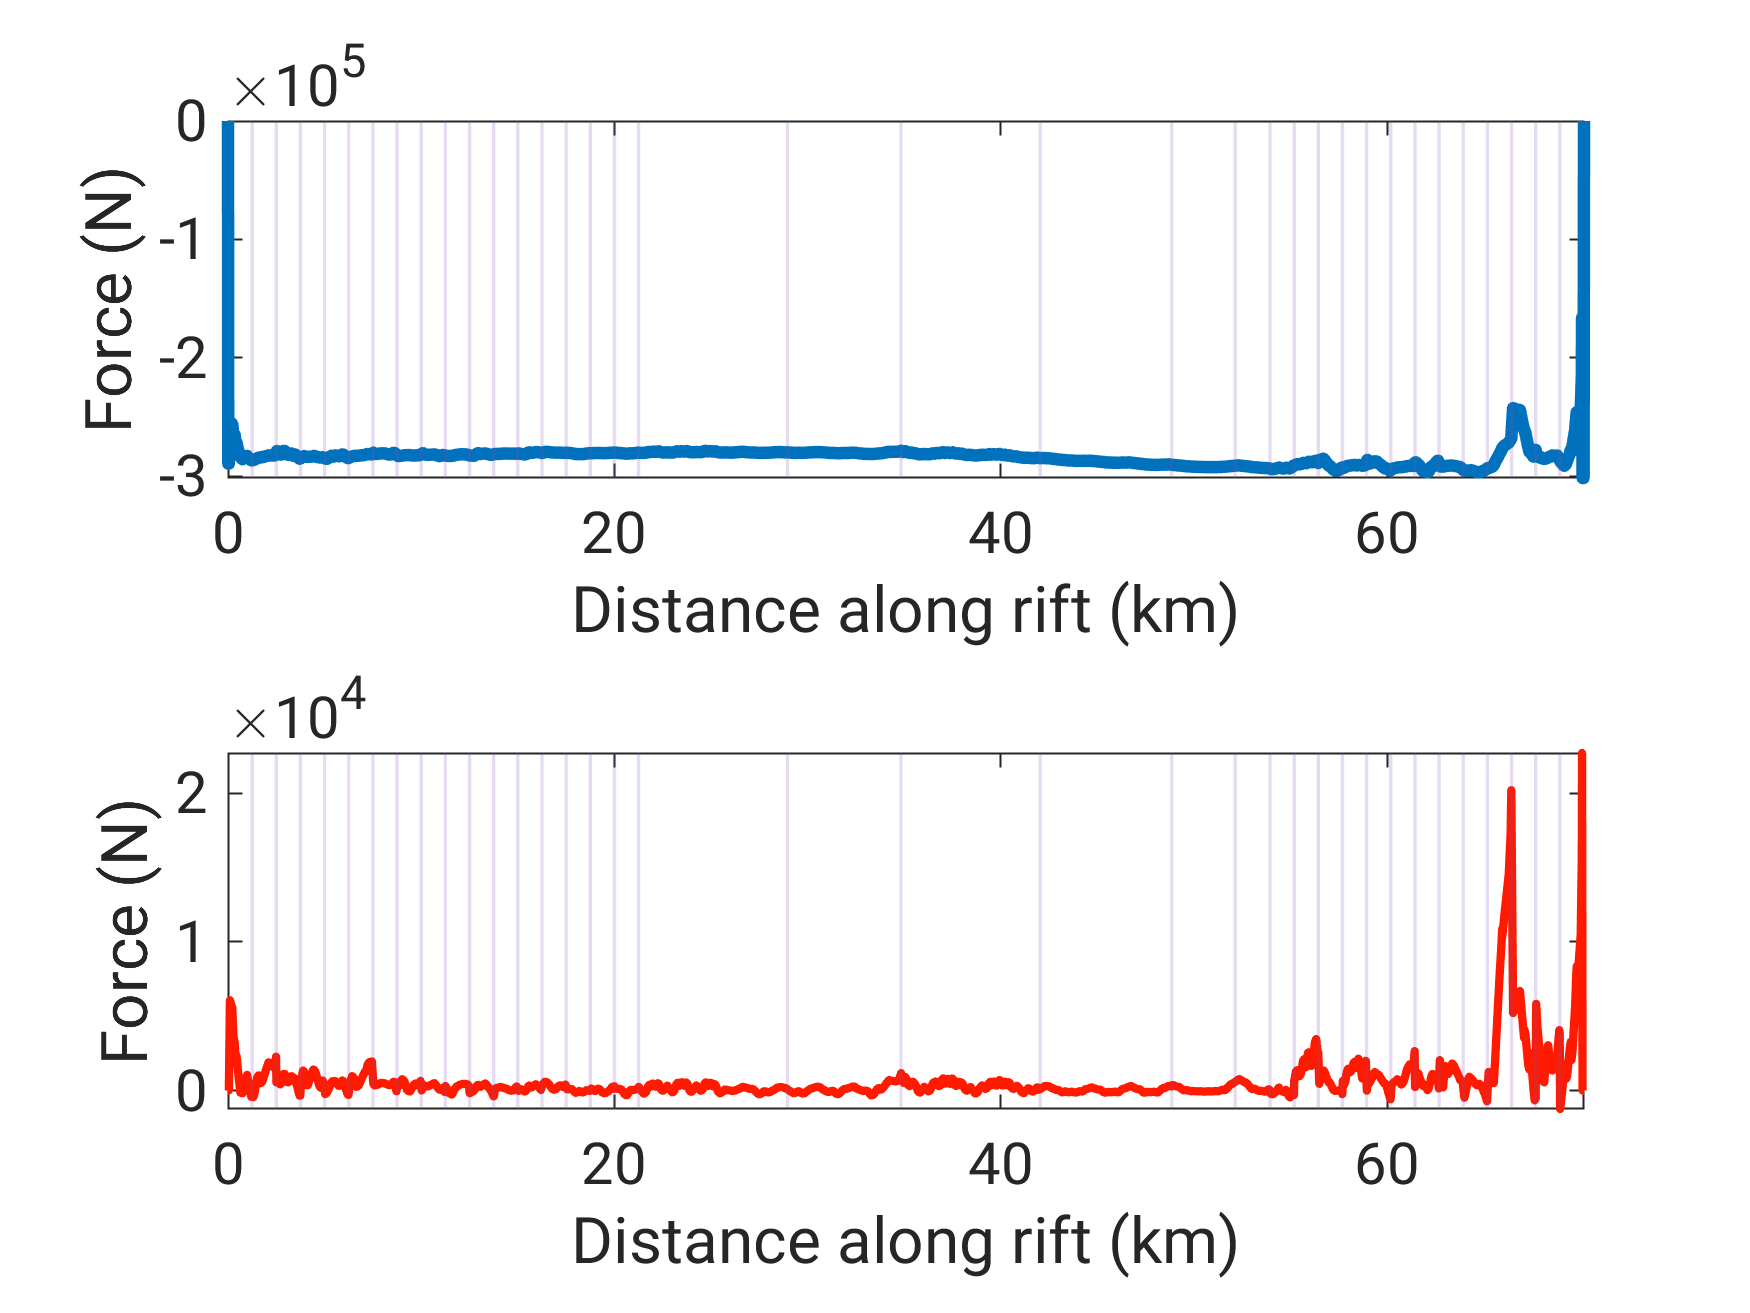 ×10^5
0
-1
-2
-3
Force (N)
0 20 40 60
Distance along rift (km)
×10^4
2
1
0
Force (N)
0 20 40 60
Distance along rift (km)